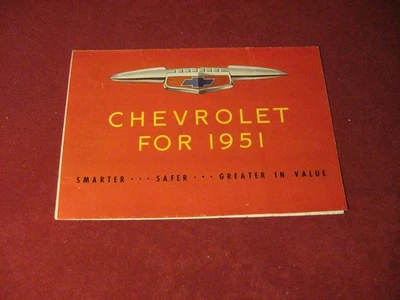 CHEVROLET
FOR 1951
SMARTER · · · SAFER · · · GREATER IN VALUE